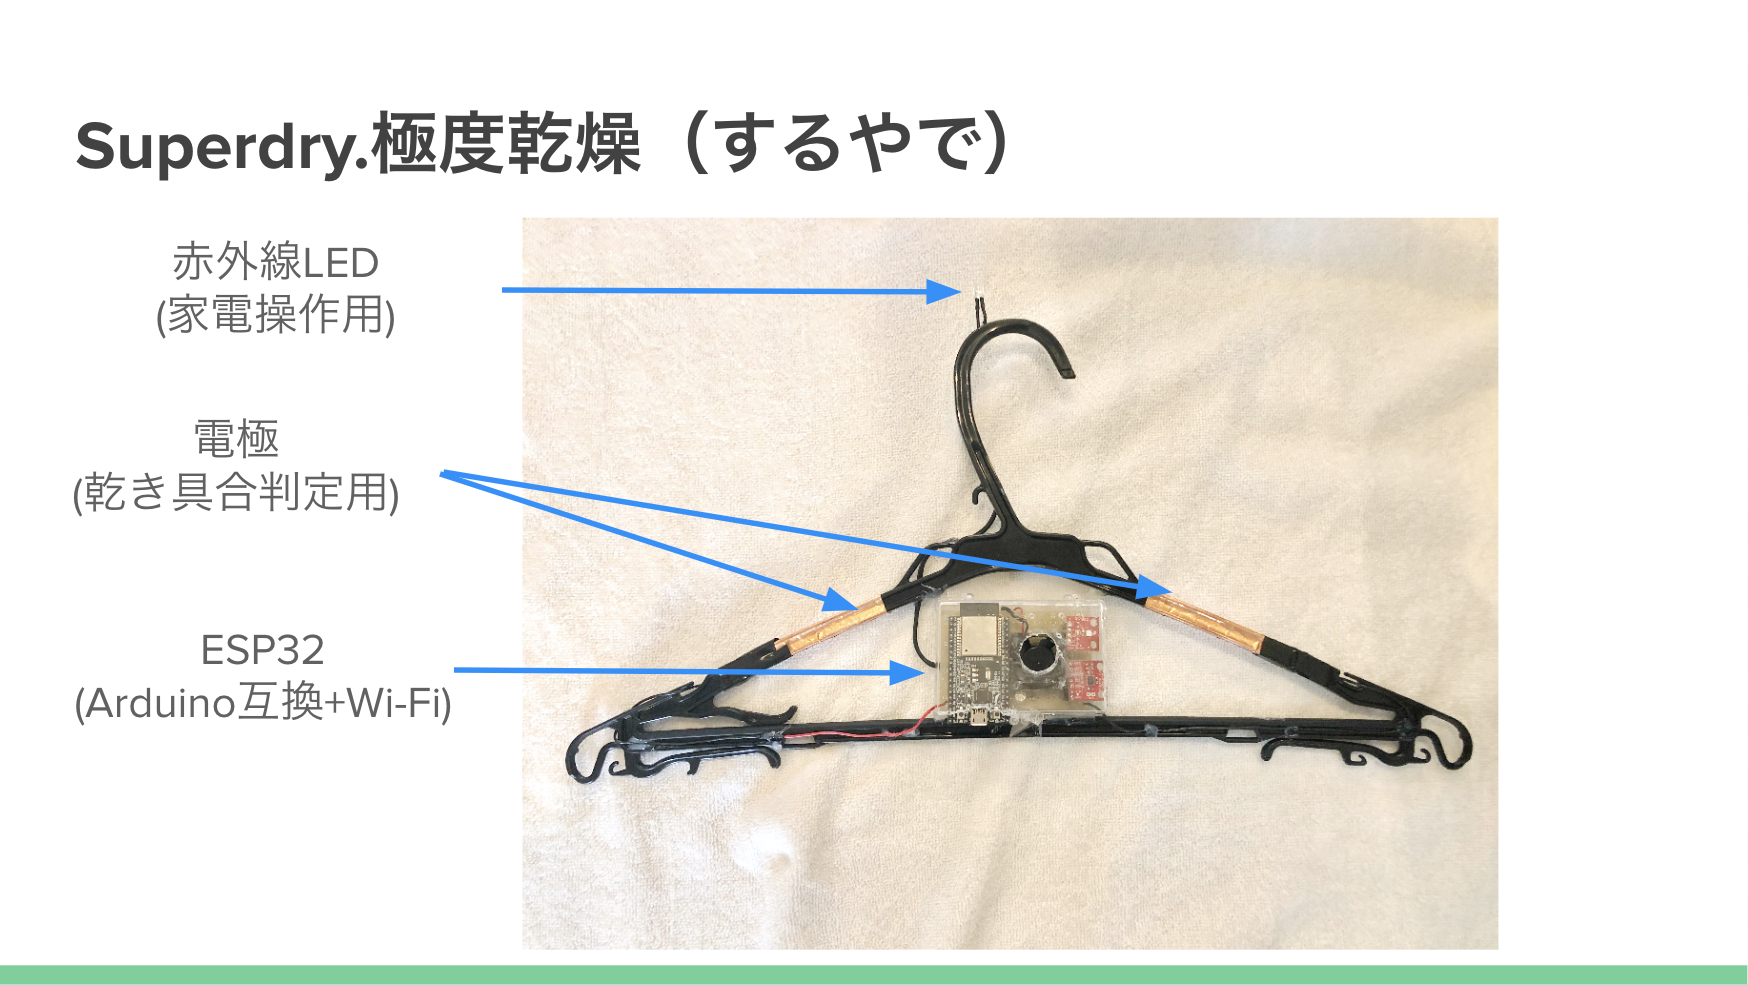 Superdry.極度乾燥（するやで）
赤外線LED
(家電操作用)
電極
(乾き具合判定用)
ESP32
(Arduino互換+Wi-Fi)